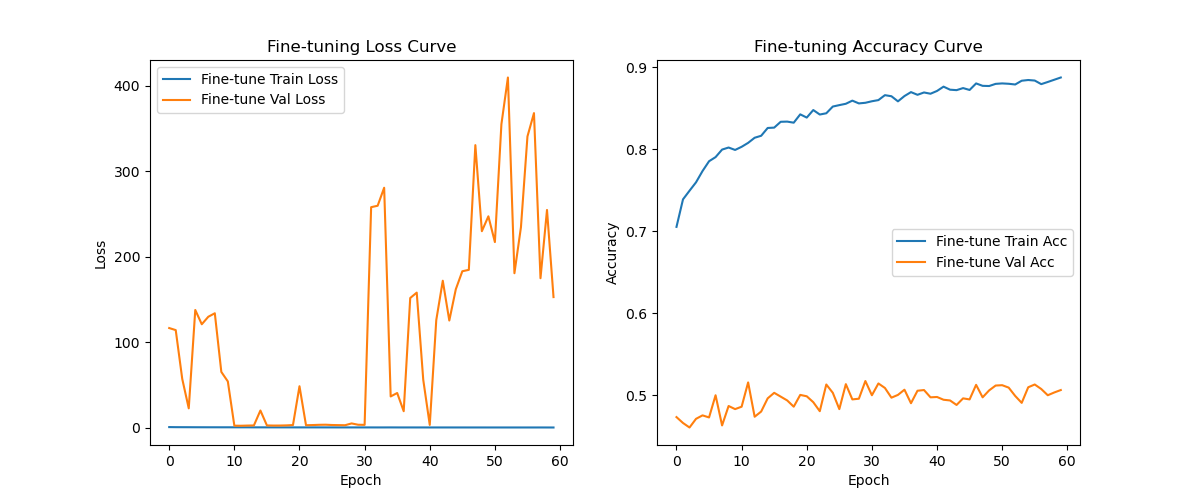 Fine-tuning Loss Curve
Fine-tune Train Loss
Fine-tune Val Loss
400
300
200
100
0
Loss
0 10 20 30 40 50 60
Epoch
Fine-tuning Accuracy Curve
0.9
0.8
0.7
0.6
0.5
Accuracy
Fine-tune Train Acc
Fine-tune Val Acc
0 10 20 30 40 50 60
Epoch